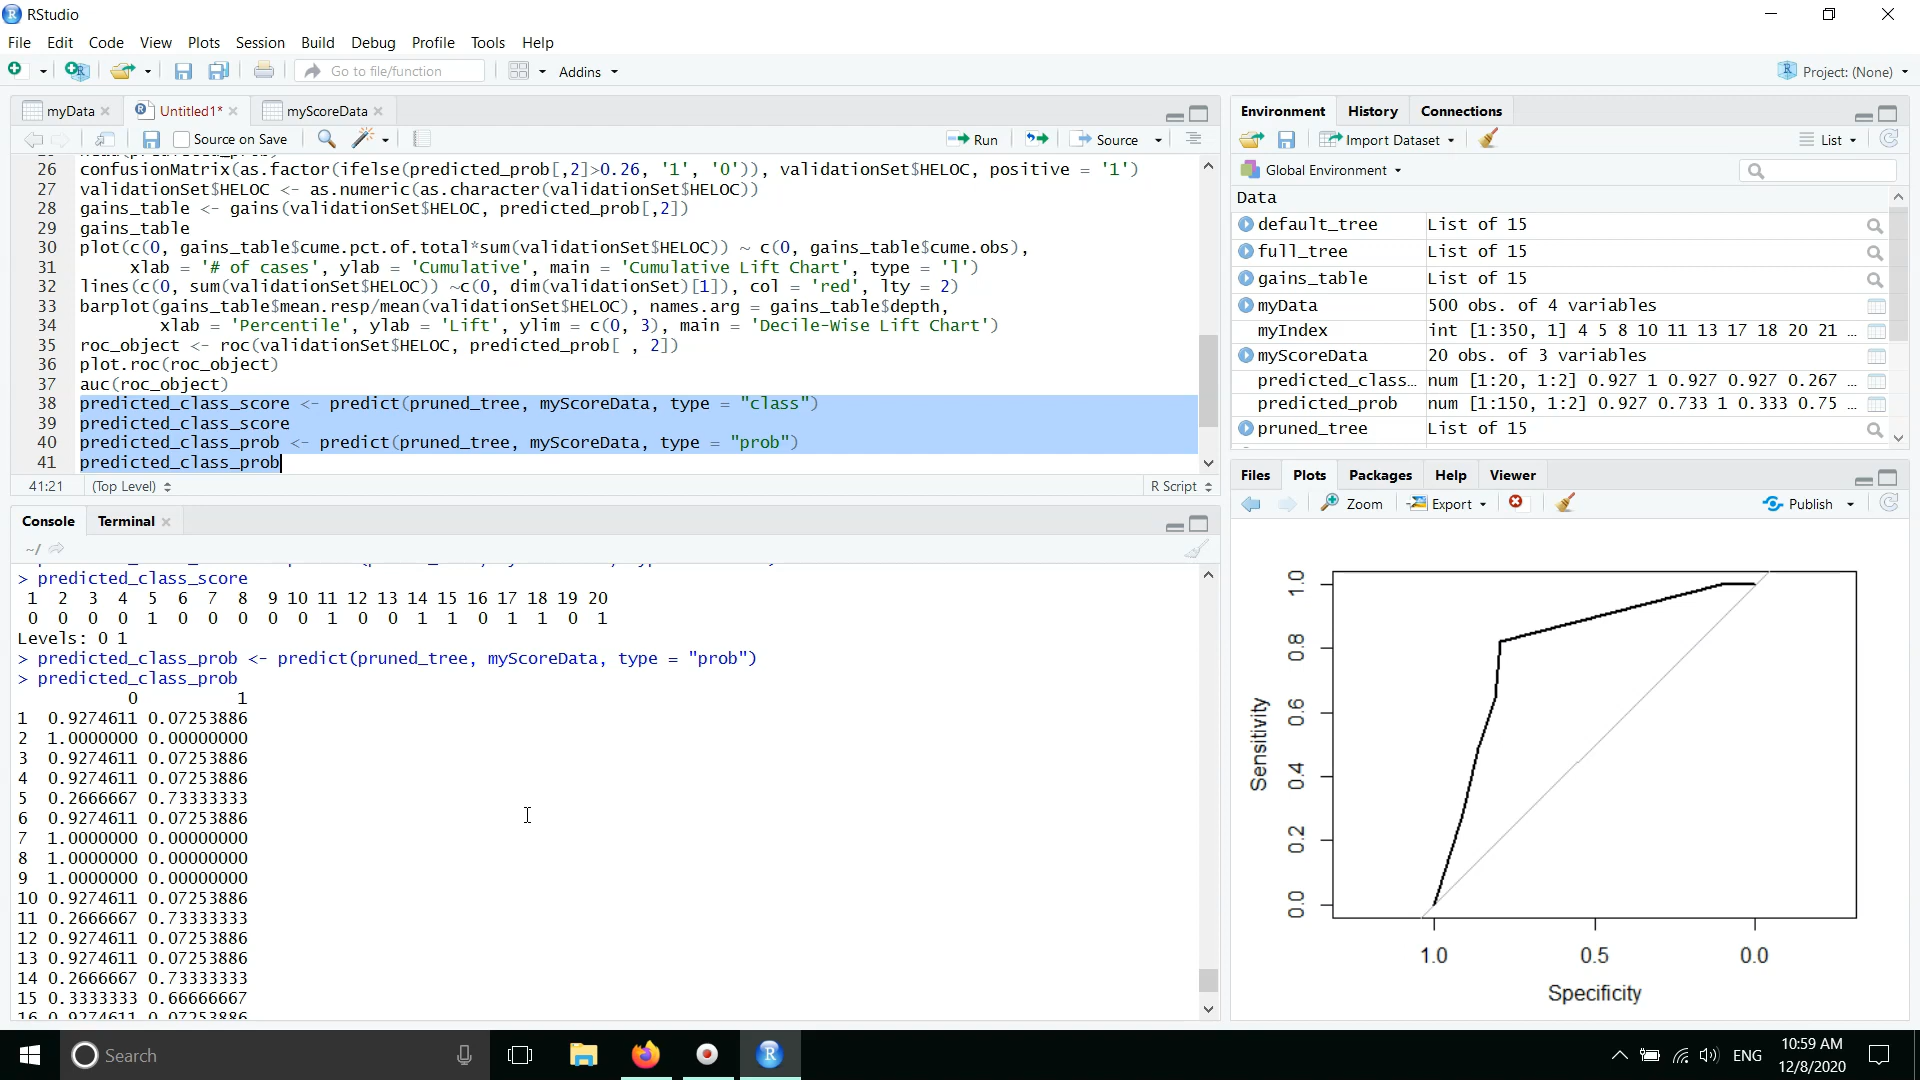 RStudio
File Edit Code View Plots Session Build Debug Profile Tools Help
Go to file/function Addins Project: (None)
myData Untitled1* myScoreData
Source on Save Run Source
26 confusionMatrix(as.factor(ifelse(predicted_prob[,2]>0.26, '1', '0')), validationSet$HELOC, positive = '1')
27 validationSet$HELOC <- as.numeric(as.character(validationSet$HELOC))
28 gains_table <- gains(validationSet$HELOC, predicted_prob[,2])
29 gains_table
30 plot(c(0, gains_table$cume.pct.of.total*sum(validationSet$HELOC)) ~ c(0, gains_table$cume.obs),
31 xlab = '# of cases', ylab = 'Cumulative', main = 'Cumulative Lift Chart', type = 'l')
32 lines(c(0, sum(validationSet$HELOC)) ~c(0, dim(validationSet)[1]), col = 'red', lty = 2)
33 barplot(gains_table$mean.resp/mean(validationSet$HELOC), names.arg = gains_table$depth,
34 xlab = 'Percentile', ylab = 'Lift', ylim = c(0, 3), main = 'Decile-Wise Lift Chart')
35 roc_object <- roc(validationSet$HELOC, predicted_prob[ , 2])
36 plot.roc(roc_object)
37 auc(roc_object)
38 predicted_class_score <- predict(pruned_tree, myScoreData, type = "class")
39 predicted_class_score
40 predicted_class_prob <- predict(pruned_tree, myScoreData, type = "prob")
41 predicted_class_prob
41:21 (Top Level) R Script
Console Terminal
~/
> predicted_class_score
1 2 3 4 5 6 7 8 9 10 11 12 13 14 15 16 17 18 19 20
0 0 0 0 1 0 0 0 0 0 1 0 0 1 1 0 1 1 0 1
Levels: 0 1
> predicted_class_prob <- predict(pruned_tree, myScoreData, type = "prob")
> predicted_class_prob
0 1
1 0.9274611 0.07253886
2 1.0000000 0.00000000
3 0.9274611 0.07253886
4 0.9274611 0.07253886
5 0.2666667 0.73333333
6 0.9274611 0.07253886
7 1.0000000 0.00000000
8 1.0000000 0.00000000
9 1.0000000 0.00000000
10 0.9274611 0.07253886
11 0.2666667 0.73333333
12 0.9274611 0.07253886
13 0.9274611 0.07253886
14 0.2666667 0.73333333
15 0.3333333 0.66666667
16 0.9274611 0.07253886
Environment History Connections
Import Dataset List
Global Environment
Data
default_tree List of 15
full_tree List of 15
gains_table List of 15
myData 500 obs. of 4 variables
myIndex int [1:350, 1] 4 5 8 10 11 13 17 18 20 21 ...
myScoreData 20 obs. of 3 variables
predicted_class... num [1:20, 1:2] 0.927 1 0.927 0.927 0.267 ...
predicted_prob num [1:150, 1:2] 0.927 0.733 1 0.333 0.75 ...
pruned_tree List of 15
Files Plots Packages Help Viewer
Zoom Export Publish
1.0
0.8
0.6
0.4
0.2
0.0
Sensitivity
1.0 0.5 0.0
Specificity
Search
ENG
10:59 AM
12/8/2020